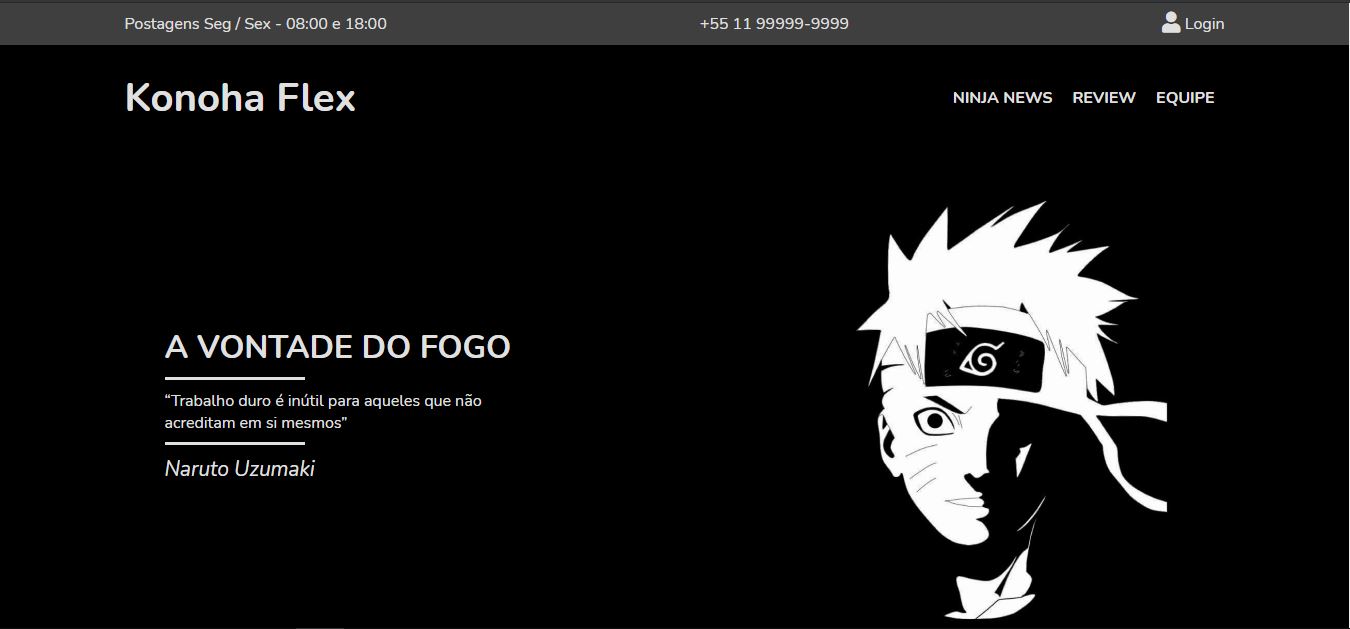 Postagens Seg / Sex - 08:00 e 18:00
+55 11 99999-9999
Login
Konoha Flex
NINJA NEWS
REVIEW
EQUIPE
A VONTADE DO FOGO
“Trabalho duro é inútil para aqueles que não
acreditam em si mesmos”
Naruto Uzumaki